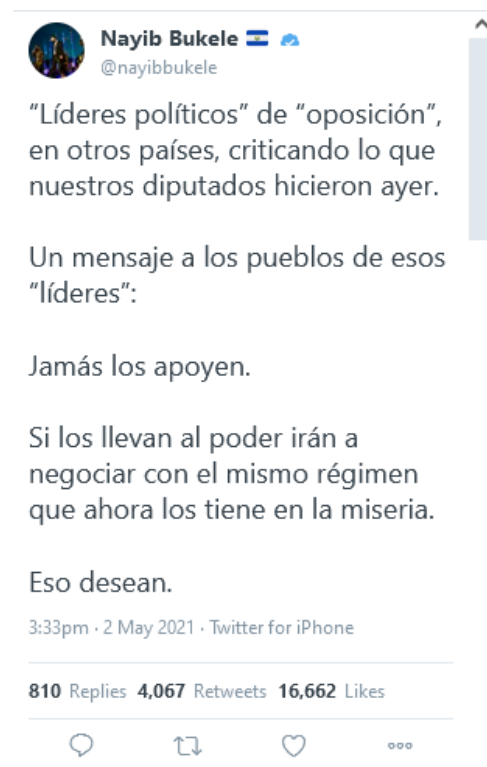 Nayib Bukele
@nayibbukele
“Líderes políticos” de “oposición”,
en otros países, criticando lo que
nuestros diputados hicieron ayer.
Un mensaje a los pueblos de esos
“líderes”:
Jamás los apoyen.
Si los llevan al poder irán a
negociar con el mismo régimen
que ahora los tiene en la miseria.
Eso desean.
3:33pm · 2 May 2021 · Twitter for iPhone
810 Replies 4,067 Retweets 16,662 Likes